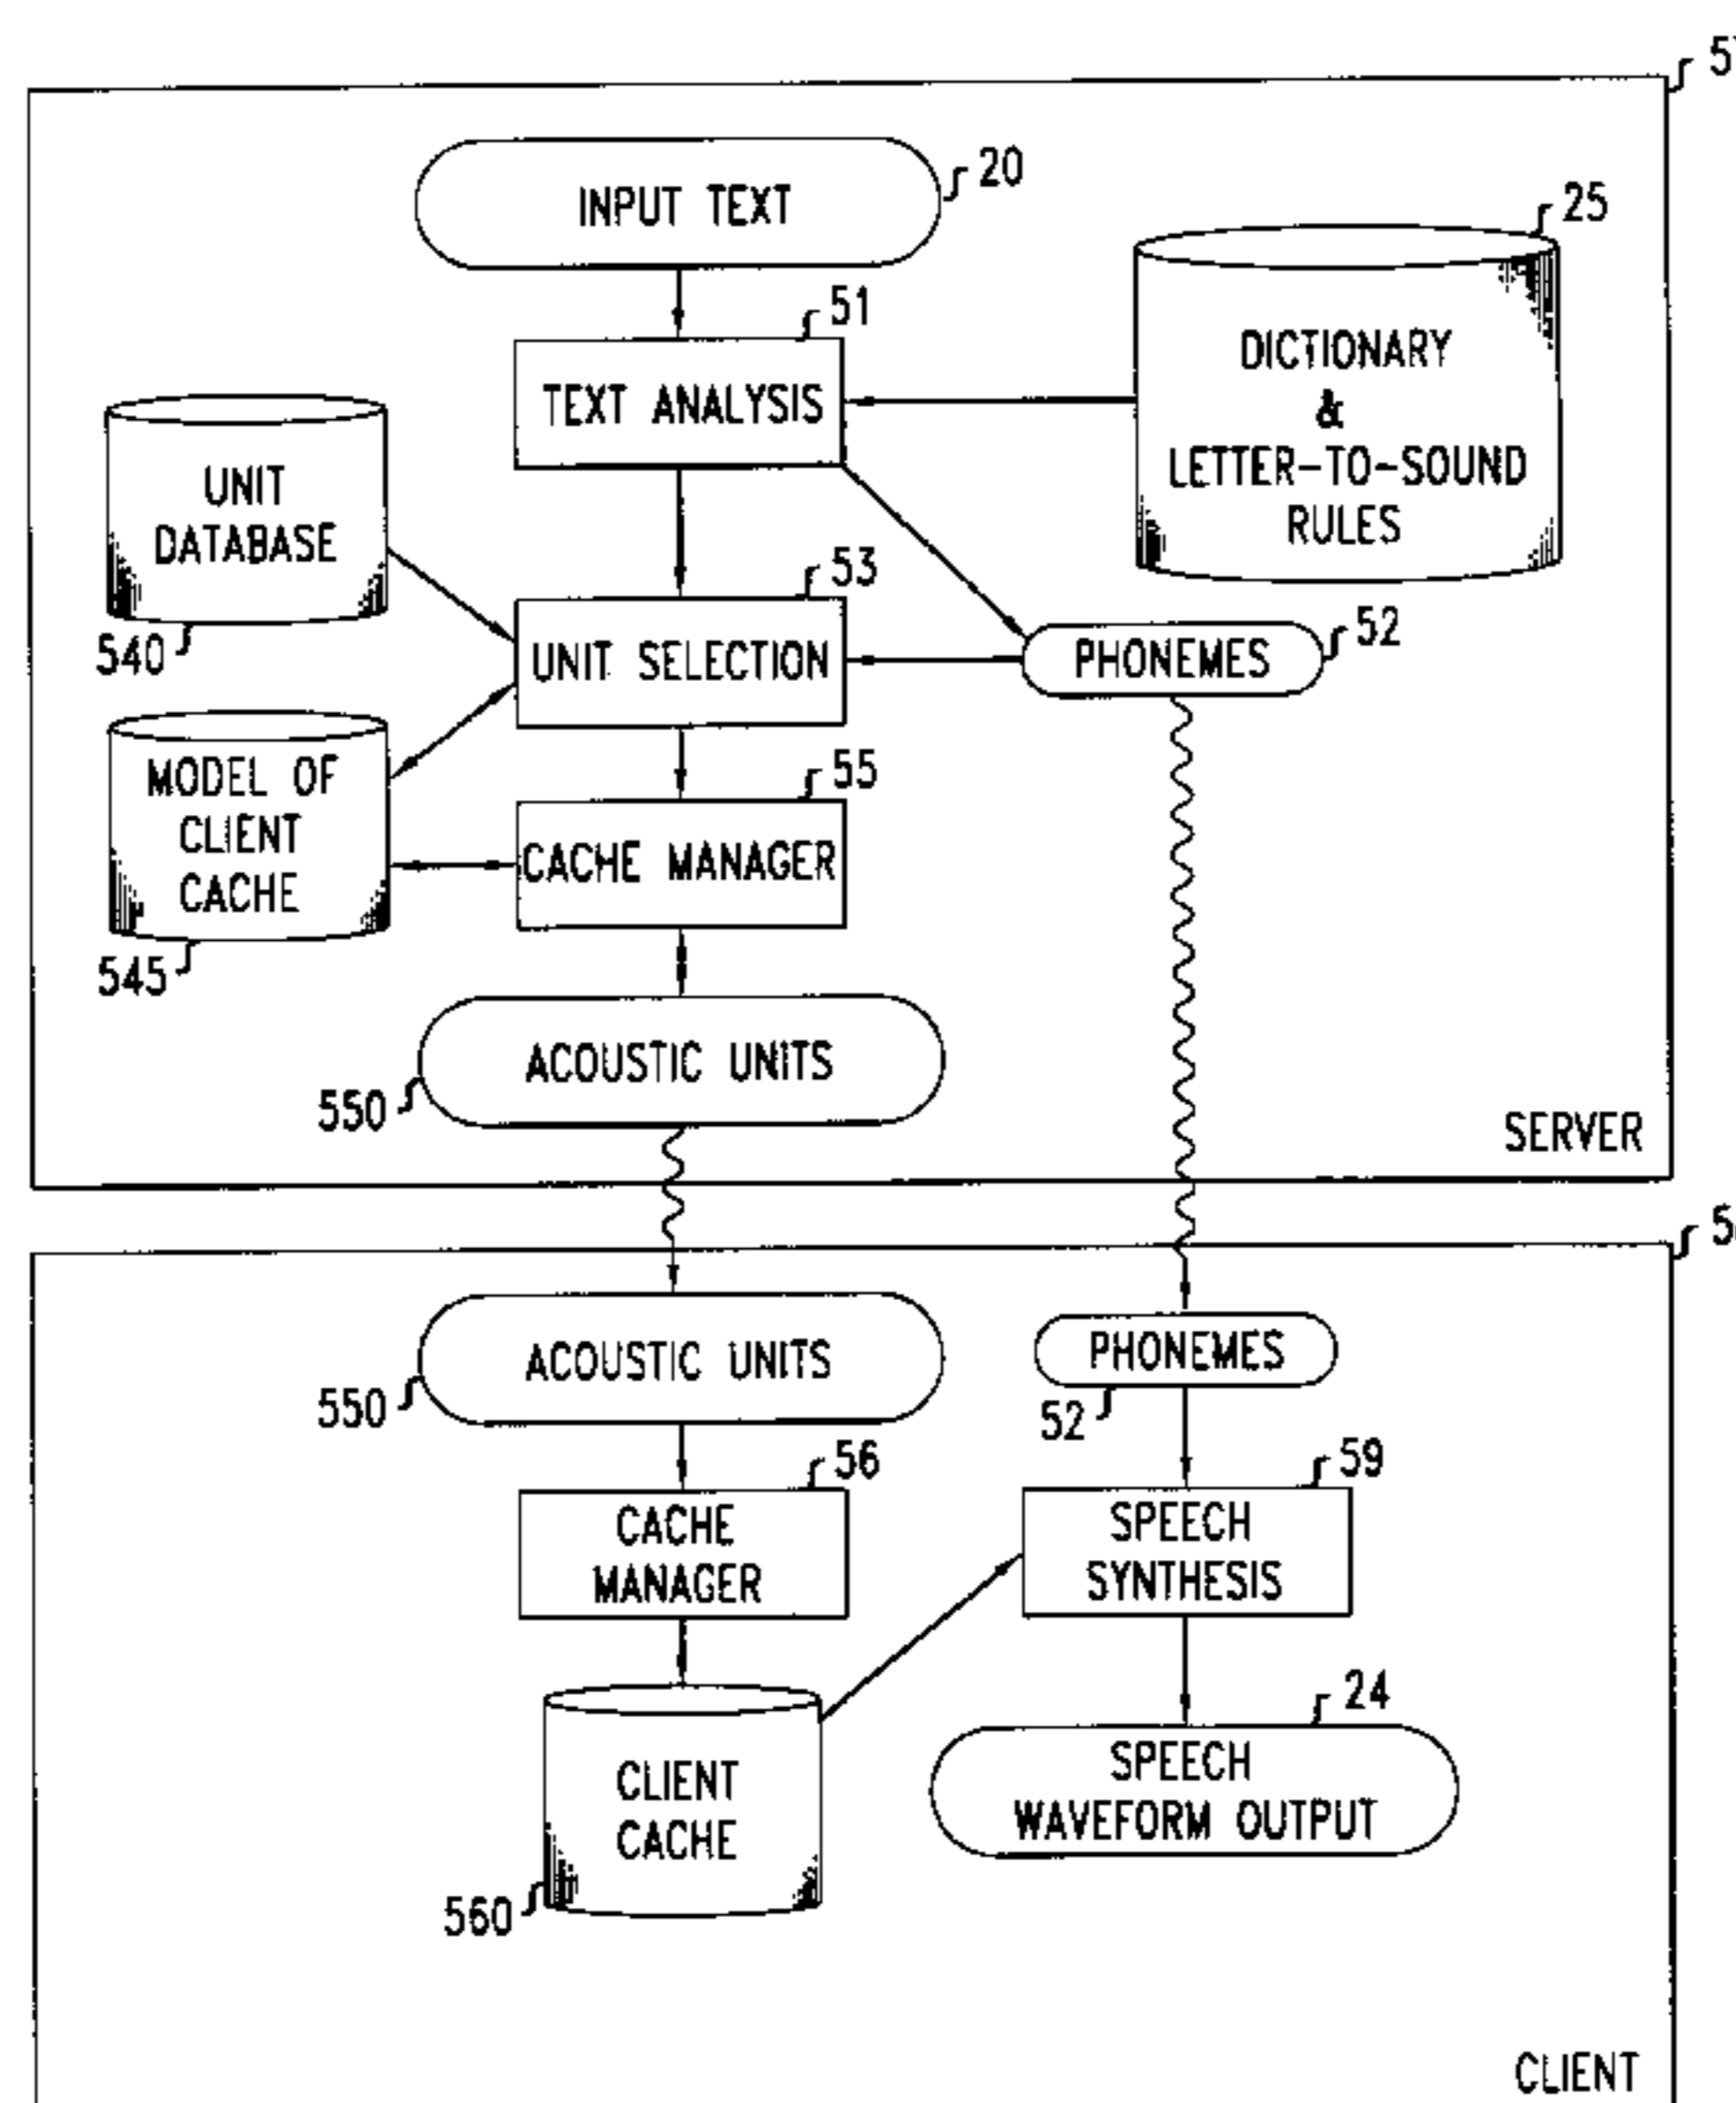 20
INPUT TEXT
25
51
DICTIONARY
&
LETTER-TO-SOUND
RULES
TEXT ANALYSIS
UNIT
DATABASE
540
53
UNIT SELECTION
PHONEMES
52
MODEL OF
CLIENT
CACHE
545
55
CACHE MANAGER
ACOUSTIC UNITS
550
SERVER
ACOUSTIC UNITS
550
PHONEMES
52
56
CACHE
MANAGER
59
SPEECH
SYNTHESIS
CLIENT
CACHE
560
24
SPEECH
WAVEFORM OUTPUT
CLIENT